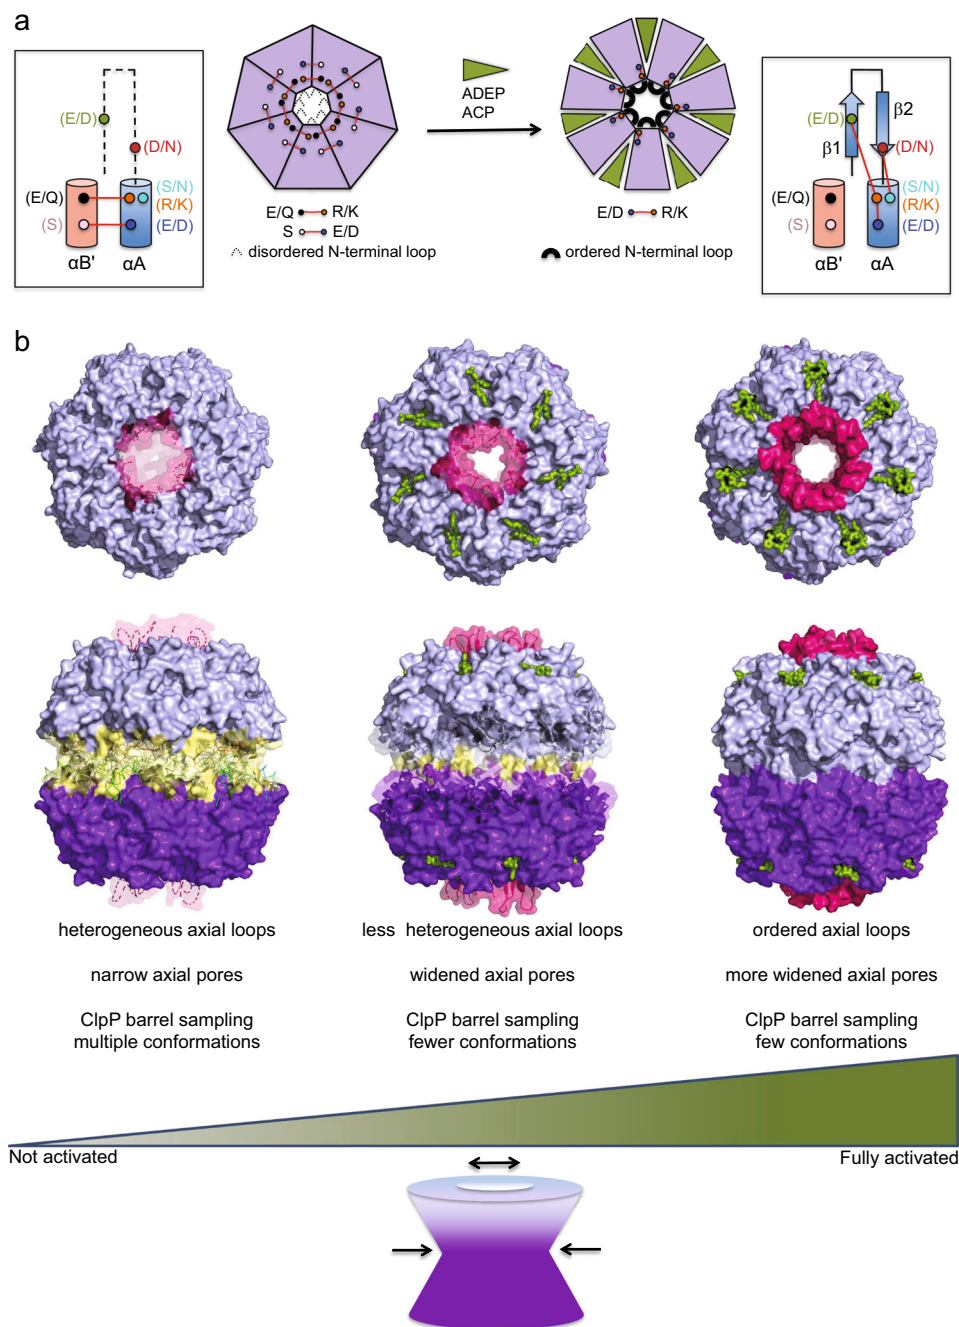 a
(E/D)
(D/N)
(E/Q)
(S/N)
(R/K)
(S)
(E/D)
αB'
αA
E/Q R/K
S E/D
disordered N-terminal loop
ADEP
ACP
E/D R/K
ordered N-terminal loop
(E/D)
β2
β1
(D/N)
(E/Q)
(S/N)
(R/K)
(S)
(E/D)
αB'
αA
b
heterogeneous axial loops
less heterogeneous axial loops
ordered axial loops
narrow axial pores
widened axial pores
more widened axial pores
ClpP barrel sampling
multiple conformations
ClpP barrel sampling
fewer conformations
ClpP barrel sampling
few conformations
Not activated
Fully activated